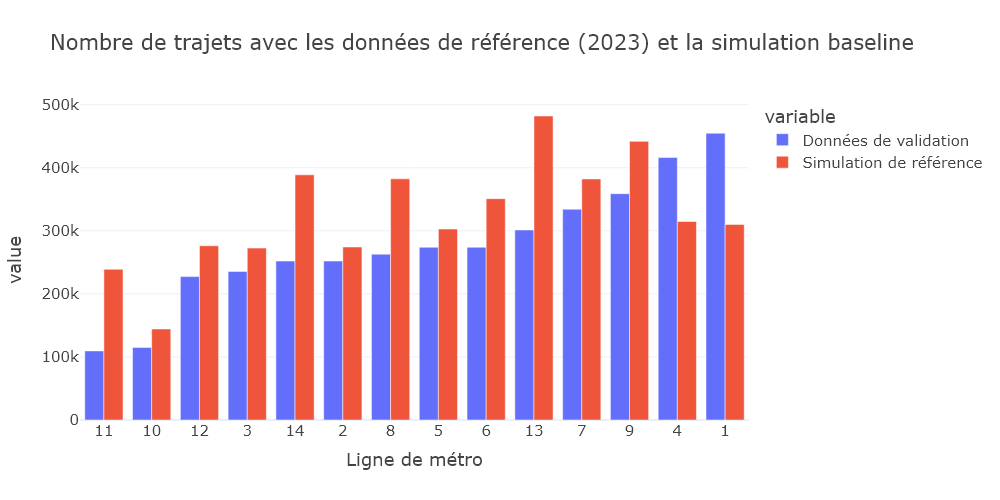 Nombre de trajets avec les données de référence (2023) et la simulation baseline
variable
Données de validation
Simulation de référence
value
500k
400k
300k
200k
100k
0
11 10 12 3 14 2 8 5 6 13 7 9 4 1
Ligne de métro